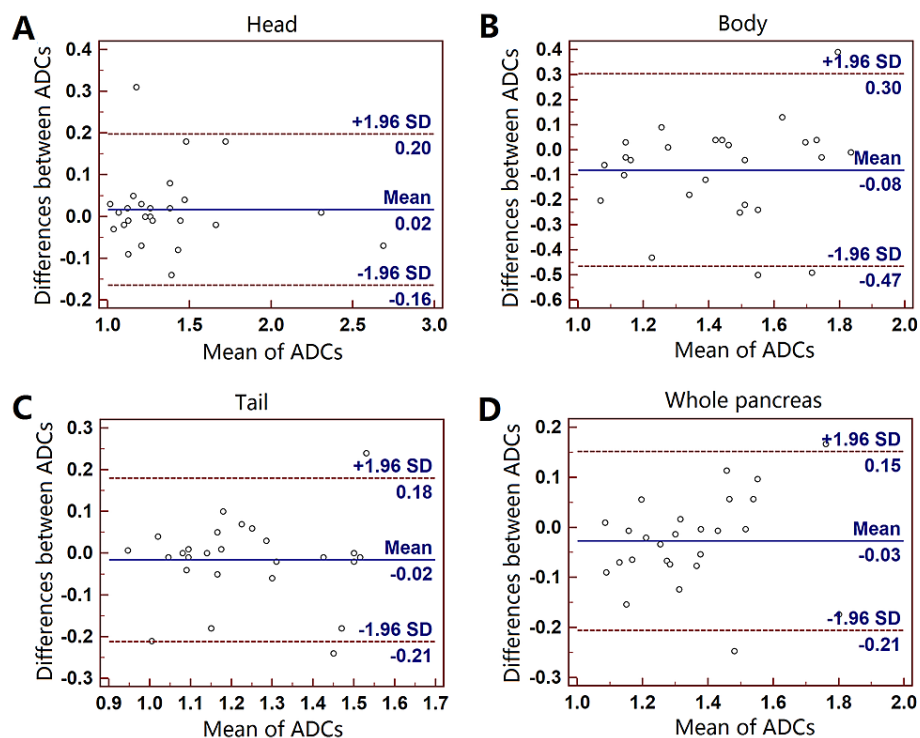 A
Head
Differences between ADCs
0.4
0.3
0.2
0.1
0.0
-0.1
-0.2
+1.96 SD
0.20
Mean
0.02
-1.96 SD
-0.16
1.0 1.5 2.0 2.5 3.0
Mean of ADCs
B
Body
Differences between ADCs
0.4
0.3
0.2
0.1
0.0
-0.1
-0.2
-0.3
-0.4
-0.5
-0.6
+1.96 SD
0.30
Mean
-0.08
-1.96 SD
-0.47
1.0 1.2 1.4 1.6 1.8 2.0
Mean of ADCs
C
Tail
Differences between ADCs
0.3
0.2
0.1
0.0
-0.1
-0.2
-0.3
+1.96 SD
0.18
Mean
-0.02
-1.96 SD
-0.21
0.9 1.0 1.1 1.2 1.3 1.4 1.5 1.6 1.7
Mean of ADCs
D
Whole pancreas
Differences between ADCs
0.2
0.1
0.0
-0.1
-0.2
-0.3
+1.96 SD
0.15
Mean
-0.03
-1.96 SD
-0.21
1.0 1.2 1.4 1.6 1.8 2.0
Mean of ADCs